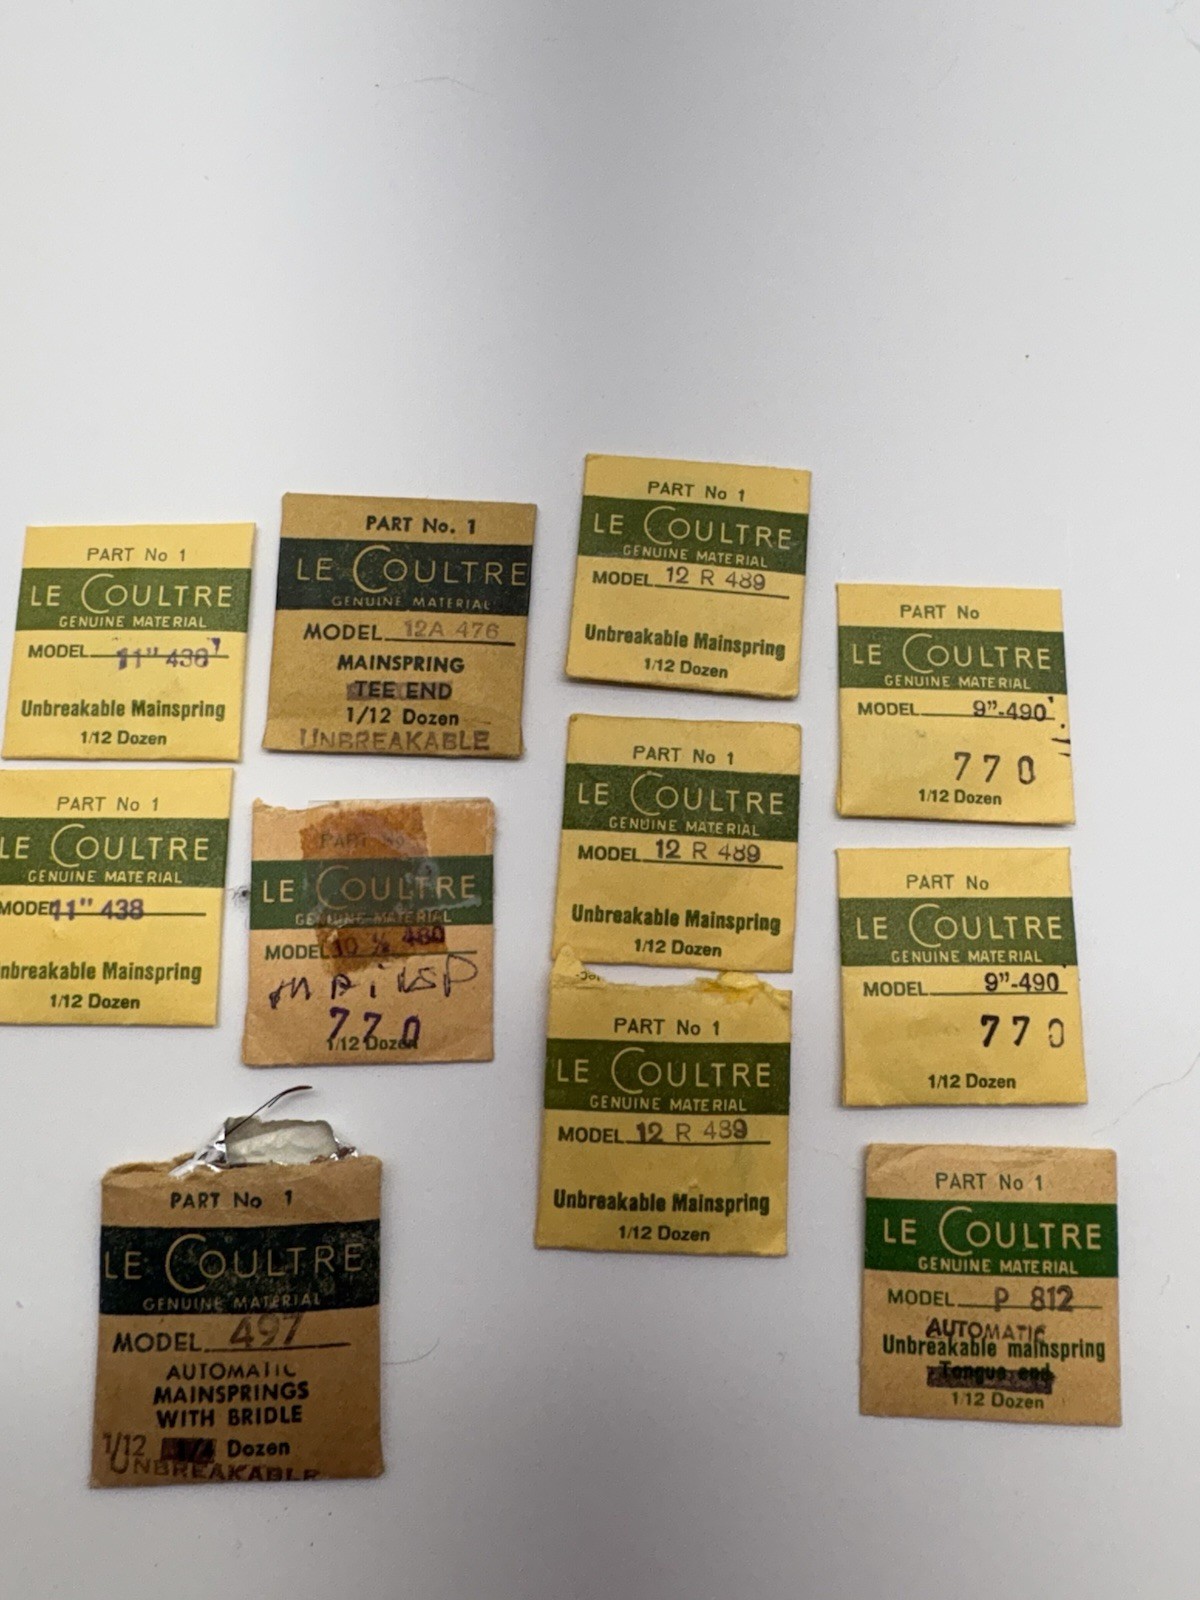 PART No 1
LE COULTRE
GENUINE MATERIAL
MODEL 11" 438
Unbreakable Mainspring
1/12 Dozen
PART No. 1
LE COULTRE
GENUINE MATERIAL
MODEL 12A 476
MAINSPRING
TEE END
1/12 Dozen
UNBREAKABLE
PART No 1
LE COULTRE
GENUINE MATERIAL
MODEL 12 R 489
Unbreakable Mainspring
1/12 Dozen
PART No
LE COULTRE
GENUINE MATERIAL
MODEL 9"-490
770
1/12 Dozen
PART No 1
LE COULTRE
GENUINE MATERIAL
MODEL 11" 438
nbreakable Mainspring
1/12 Dozen
PART No
LE COULTRE
GENUINE MATERIAL
MODEL 10 ½ 480
MAiNSP
770
1/12 Dozen
PART No 1
LE COULTRE
GENUINE MATERIAL
MODEL 12 R 489
Unbreakable Mainspring
1/12 Dozen
PART No
LE COULTRE
GENUINE MATERIAL
MODEL 9"-490
770
1/12 Dozen
PART No 1
LE COULTRE
GENUINE MATERIAL
MODEL 12 R 489
Unbreakable Mainspring
1/12 Dozen
PART No 1
LE COULTRE
GENUINE MATERIAL
MODEL 497
AUTOMATIC
MAINSPRINGS
WITH BRIDLE
1/12 Dozen
UNBREAKABLE
PART No 1
LE COULTRE
GENUINE MATERIAL
MODEL P 812
AUTOMATIC
Unbreakable mainspring
Tongue end
1/12 Dozen